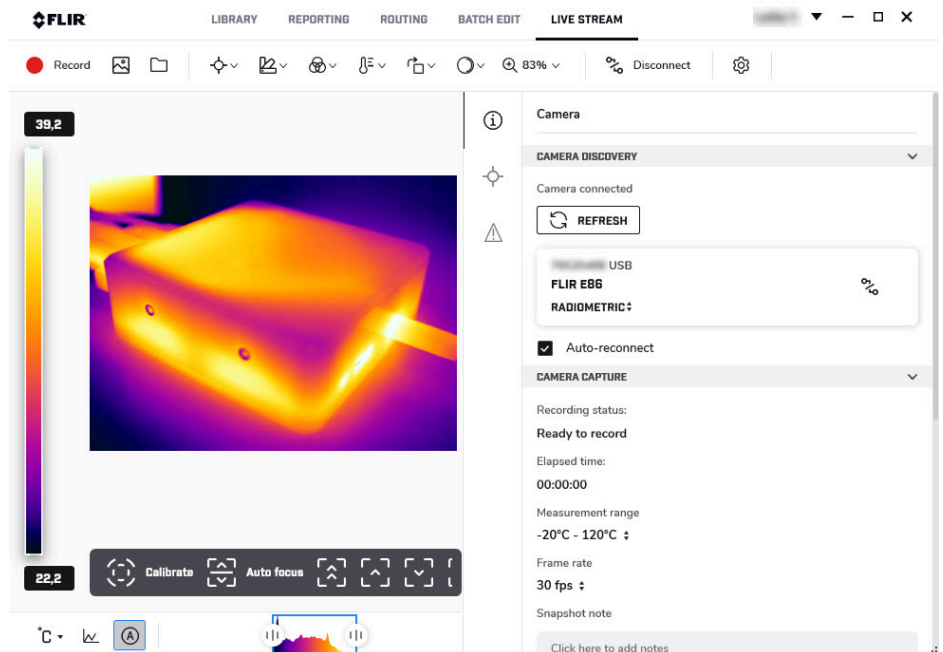 FLIR
LIBRARY REPORTING ROUTING BATCH EDIT LIVE STREAM
Record 83% Disconnect
39,2
22,2
Calibrate Auto focus
°C A
Camera
CAMERA DISCOVERY
Camera connected
REFRESH
USB
FLIR E86
RADIOMETRIC
Auto-reconnect
CAMERA CAPTURE
Recording status:
Ready to record
Elapsed time:
00:00:00
Measurement range
-20°C - 120°C
Frame rate
30 fps
Snapshot note
Click here to add notes